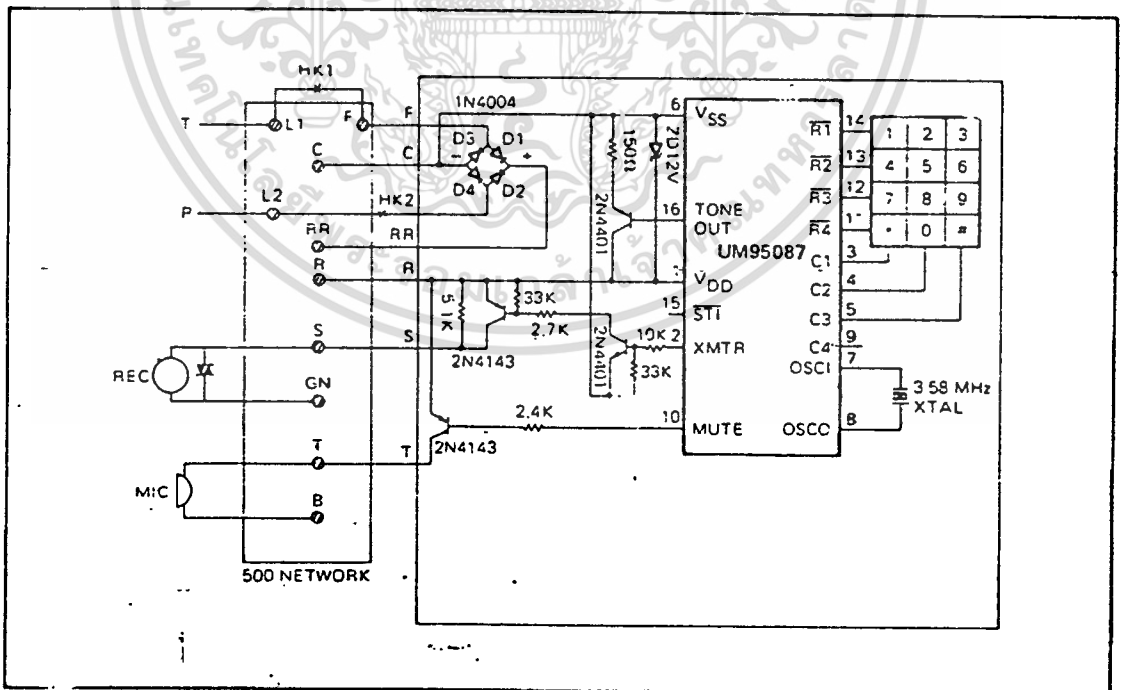 HK1
T
L1
F
C
L2
P
HK2
RR
R
S
REC
GN
T
MIC
B
500 NETWORK
F
C
RR
R
S
T
1N4004
D3
D1
D4
D2
−
+
150Ω
ZD12V
2N4401
5.1K
33K
2.7K
2N4143
2N4401
10K
33K
2.4K
2N4143
UM95087
6 VSS
16 TONE OUT
VDD
15 STI
2 XMTR
10 MUTE
R1 14
R2 13
R3 12
R4
C1 3
C2 4
C3 5
C4 9
OSCI 7
OSCO 8
1 2 3
4 5 6
7 8 9
* 0 #
3.58 MHz
XTAL